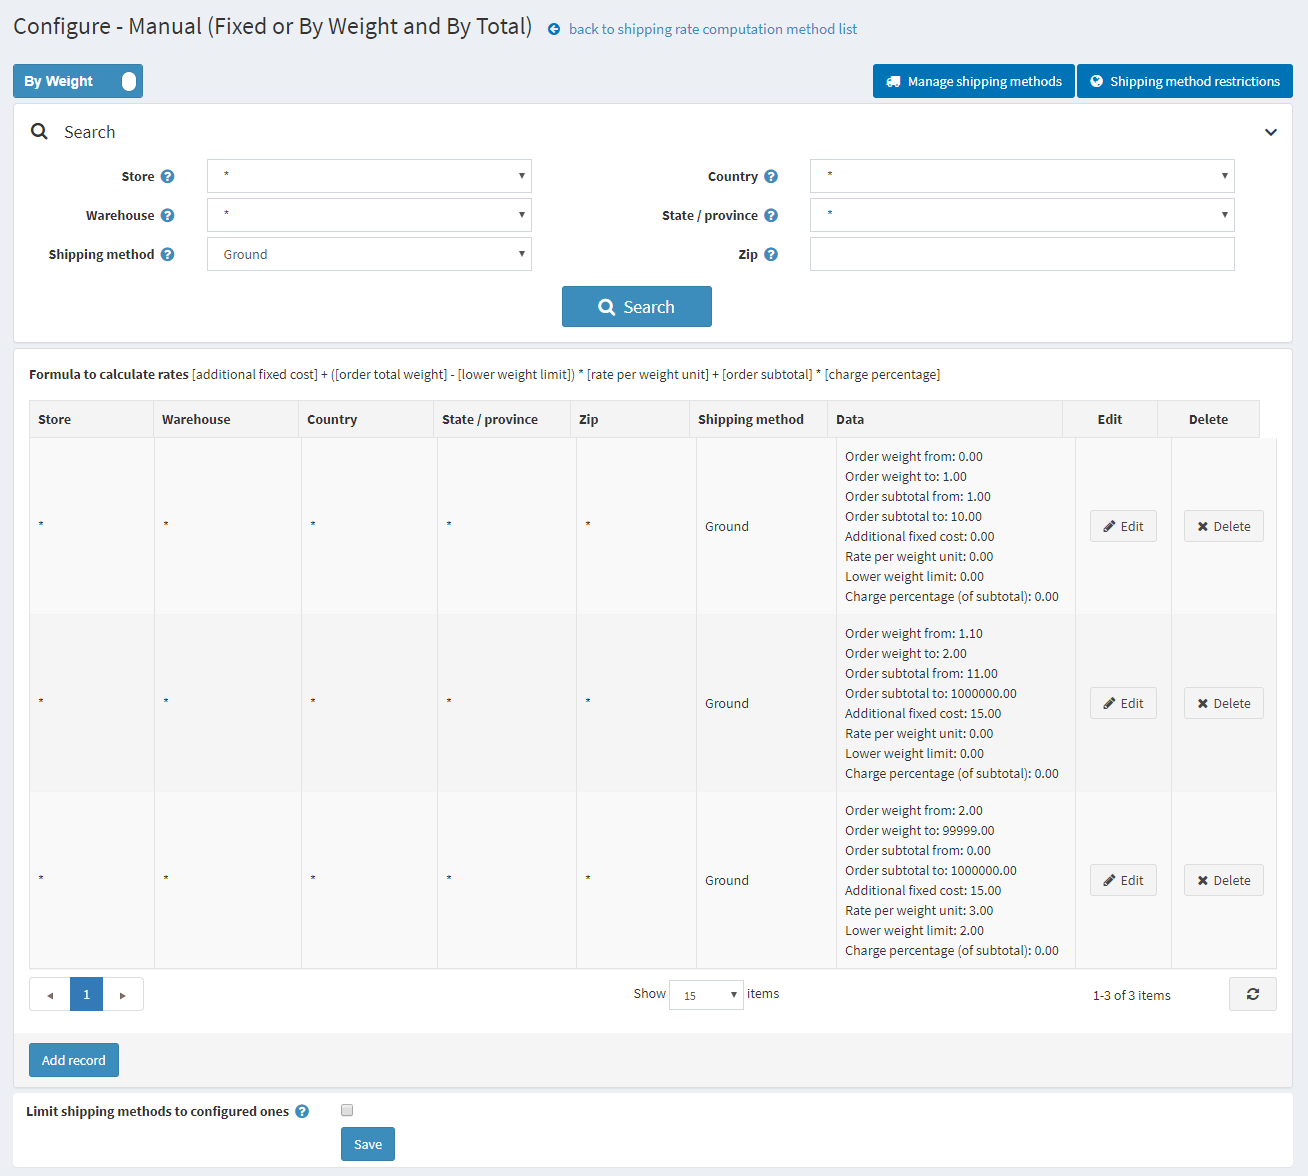 Configure - Manual (Fixed or By Weight and By Total) back to shipping rate computation method list
By Weight Manage shipping methods Shipping method restrictions
Search
Store * Country *
Warehouse * State / province *
Shipping method Ground Zip
Search
Formula to calculate rates [additional fixed cost] + ([order total weight] - [lower weight limit]) * [rate per weight unit] + [order subtotal] * [charge percentage]
Store Warehouse Country State / province Zip Shipping method Data Edit Delete
Order weight from: 0.00
Order weight to: 1.00
Order subtotal from: 1.00
Order subtotal to: 10.00
* * * * * Ground Edit Delete
Additional fixed cost: 0.00
Rate per weight unit: 0.00
Lower weight limit: 0.00
Charge percentage (of subtotal): 0.00
Order weight from: 1.10
Order weight to: 2.00
Order subtotal from: 11.00
Order subtotal to: 1000000.00
* * * * * Ground Edit Delete
Additional fixed cost: 15.00
Rate per weight unit: 0.00
Lower weight limit: 0.00
Charge percentage (of subtotal): 0.00
Order weight from: 2.00
Order weight to: 99999.00
Order subtotal from: 0.00
Order subtotal to: 1000000.00
* * * * * Ground Edit Delete
Additional fixed cost: 15.00
Rate per weight unit: 3.00
Lower weight limit: 2.00
Charge percentage (of subtotal): 0.00
1 Show 15 items 1-3 of 3 items
Add record
Limit shipping methods to configured ones
Save